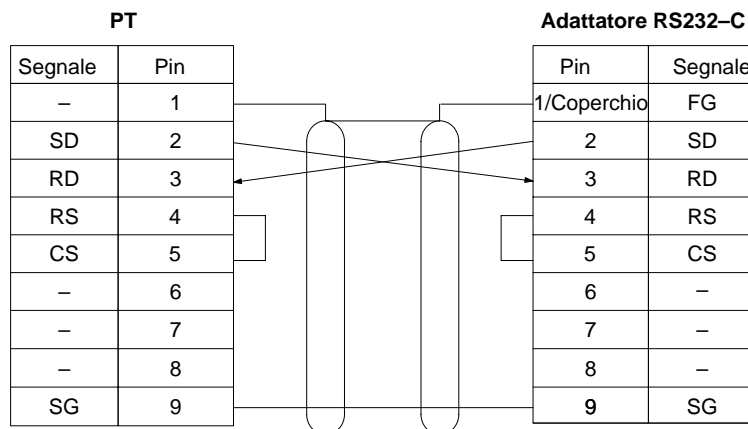 PT Adattatore RS232–C
Segnale Pin Pin Segnale
– 1 1/Coperchio FG
SD 2 2 SD
RD 3 3 RD
RS 4 4 RS
CS 5 5 CS
– 6 6 –
– 7 7 –
– 8 8 –
SG 9 9 SG